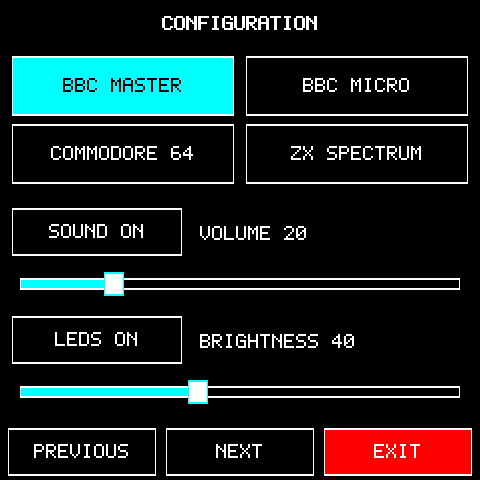 CONFIGURATION
BBC MASTER
BBC MICRO
COMMODORE 64
ZX SPECTRUM
SOUND ON
VOLUME 20
LEDS ON
BRIGHTNESS 40
PREVIOUS
NEXT
EXIT